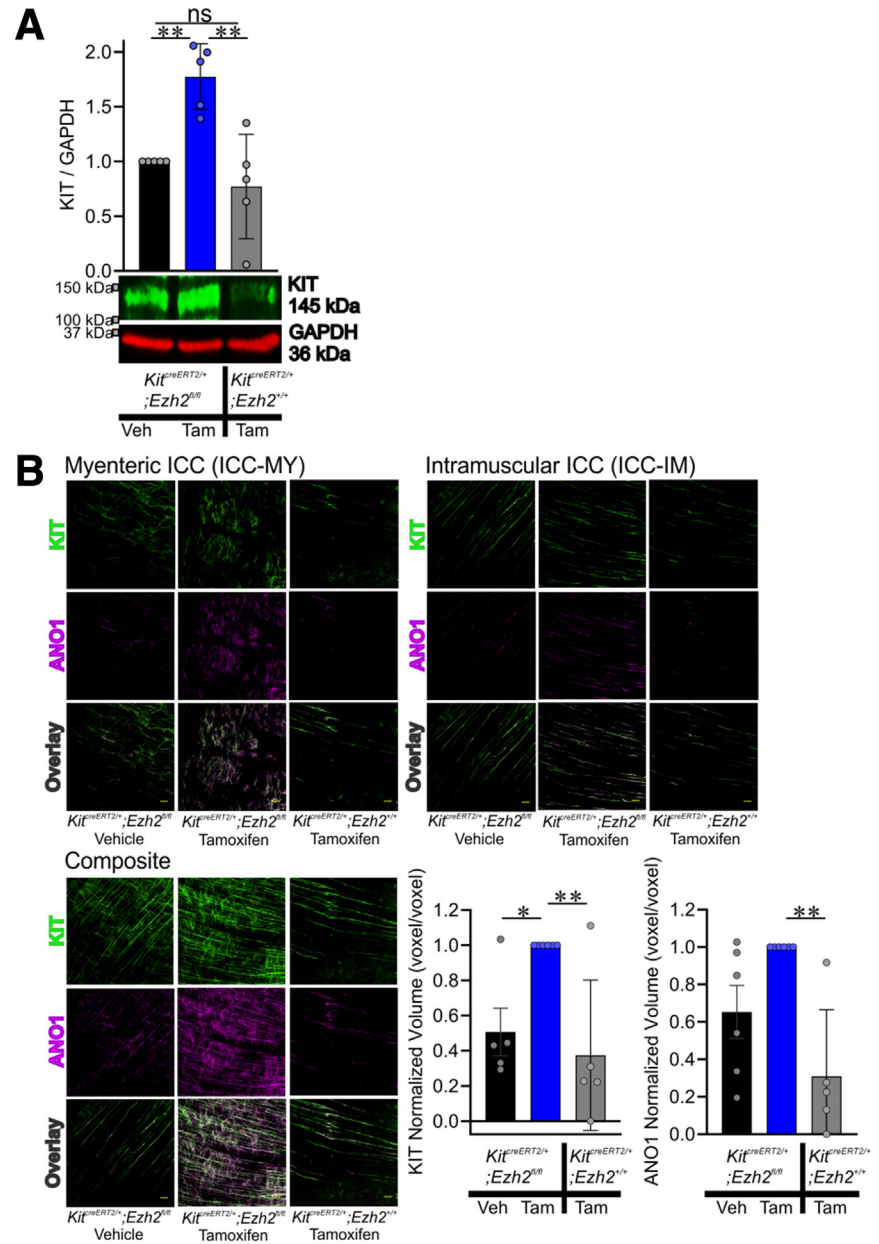 A
ns
** **
KIT / GAPDH
2.0
1.5
1.0
0.5
0.0
150 kDa
100 kDa
37 kDa
KIT
145 kDa
GAPDH
36 kDa
Kit^creERT2/+
;Ezh2^fl/fl
Kit^creERT2/+
;Ezh2^+/+
Veh Tam Tam
B
Myenteric ICC (ICC-MY)
KIT
ANO1
Overlay
Kit^creERT2/+;Ezh2^fl/fl Kit^creERT2/+;Ezh2^fl/fl Kit^creERT2/+;Ezh2^+/+
Vehicle Tamoxifen Tamoxifen
Intramuscular ICC (ICC-IM)
KIT
ANO1
Overlay
Kit^creERT2/+;Ezh2^fl/fl Kit^creERT2/+;Ezh2^fl/fl Kit^creERT2/+;Ezh2^+/+
Vehicle Tamoxifen Tamoxifen
Composite
KIT
ANO1
Overlay
Kit^creERT2/+;Ezh2^fl/fl Kit^creERT2/+;Ezh2^fl/fl Kit^creERT2/+;Ezh2^+/+
Vehicle Tamoxifen Tamoxifen
KIT Normalized Volume (voxel/voxel)
* **
1.2
1.0
0.8
0.6
0.4
0.2
0.0
Kit^creERT2/+
;Ezh2^fl/fl
Kit^creERT2/+
;Ezh2^+/+
Veh Tam Tam
ANO1 Normalized Volume (voxel/voxel)
**
1.2
1.0
0.8
0.6
0.4
0.2
0.0
Kit^creERT2/+
;Ezh2^fl/fl
Kit^creERT2/+
;Ezh2^+/+
Veh Tam Tam